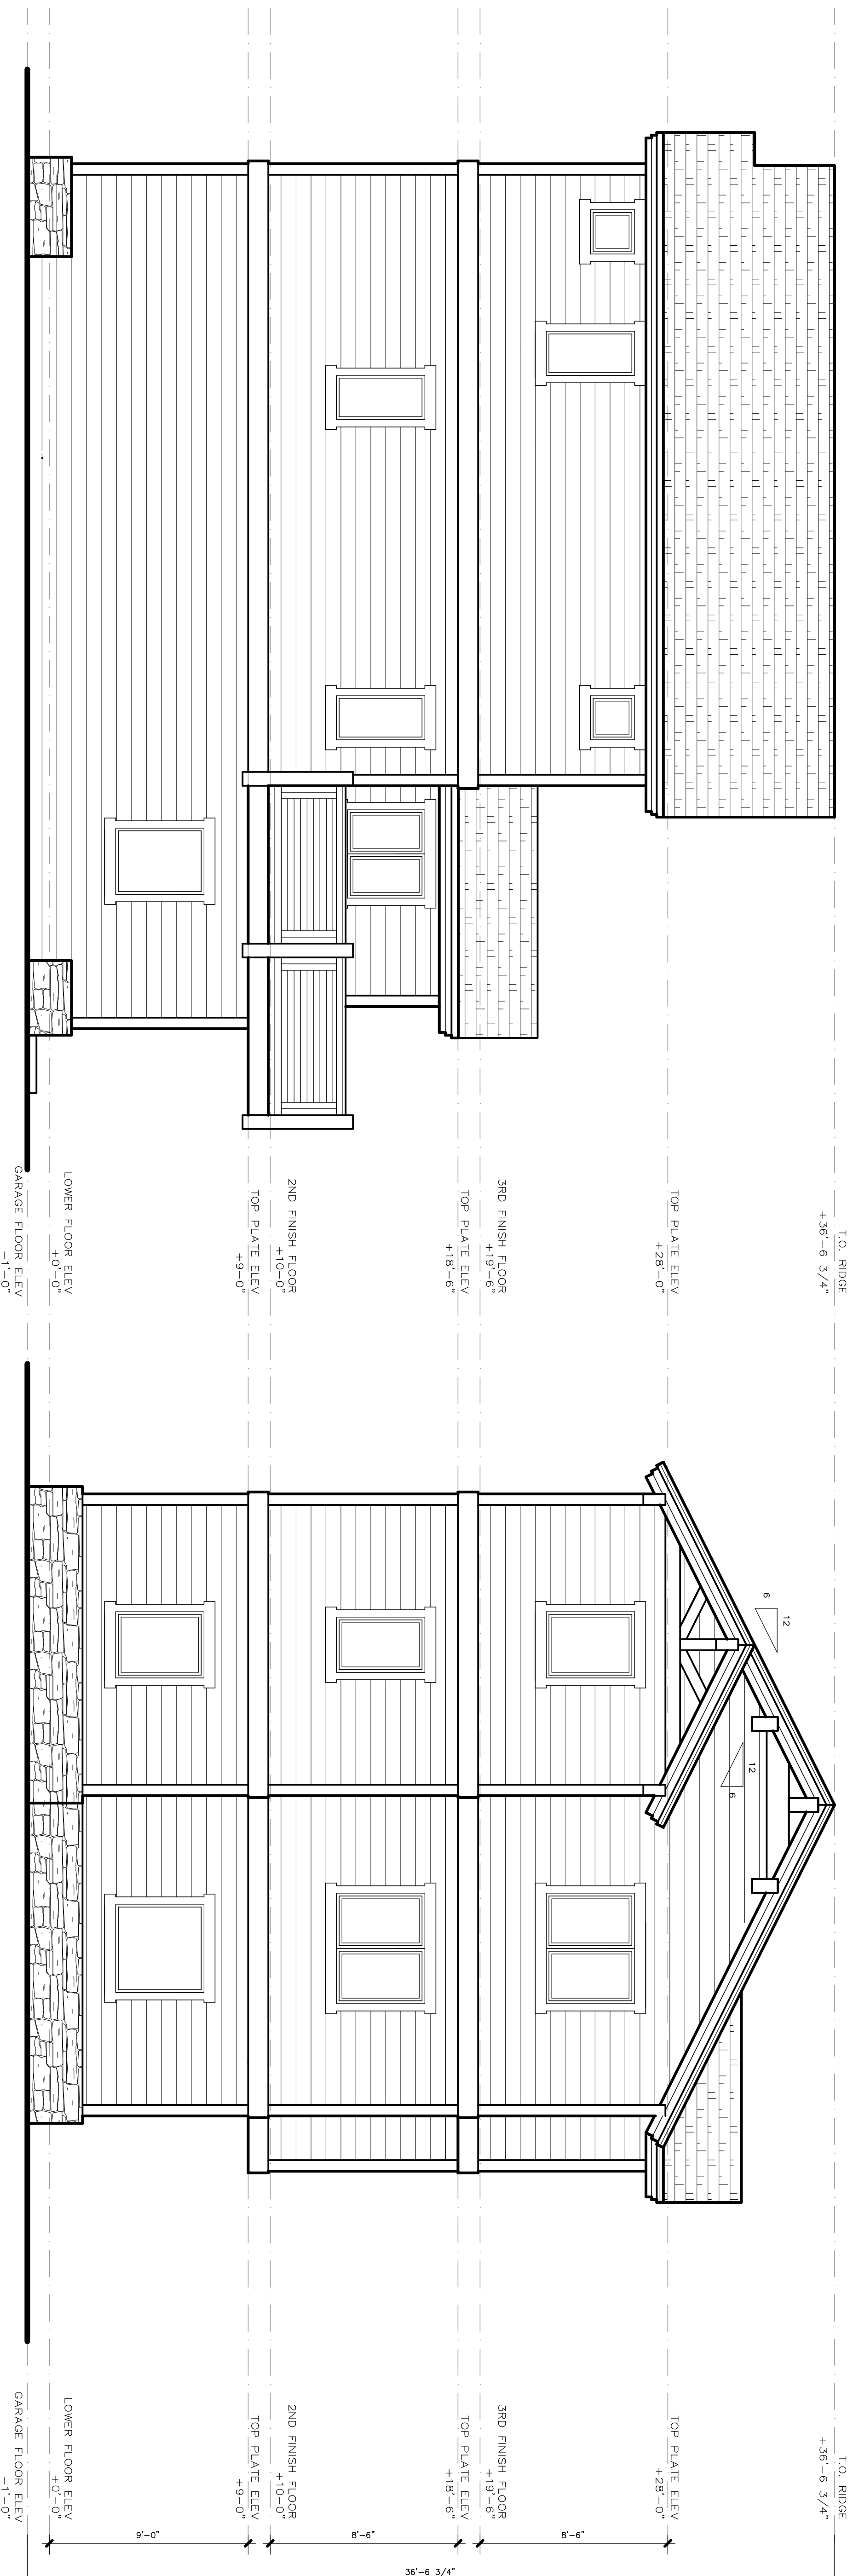 T.O. RIDGE
+36'-6 3/4"
TOP PLATE ELEV
+28'-0"
3RD FINISH FLOOR
+19'-6"
TOP PLATE ELEV
+18'-6"
2ND FINISH FLOOR
+10-0"
TOP PLATE ELEV
+9-0"
LOWER FLOOR ELEV
+0'-0"
GARAGE FLOOR ELEV
-1'-0"
12
6
12
6
T.O. RIDGE
+36'-6 3/4"
TOP PLATE ELEV
+28'-0"
3RD FINISH FLOOR
+19'-6"
TOP PLATE ELEV
+18'-6"
2ND FINISH FLOOR
+10-0"
TOP PLATE ELEV
+9-0"
LOWER FLOOR ELEV
+0'-0"
GARAGE FLOOR ELEV
-1'-0"
8'-6"
8'-6"
9'-0"
36'-6 3/4"